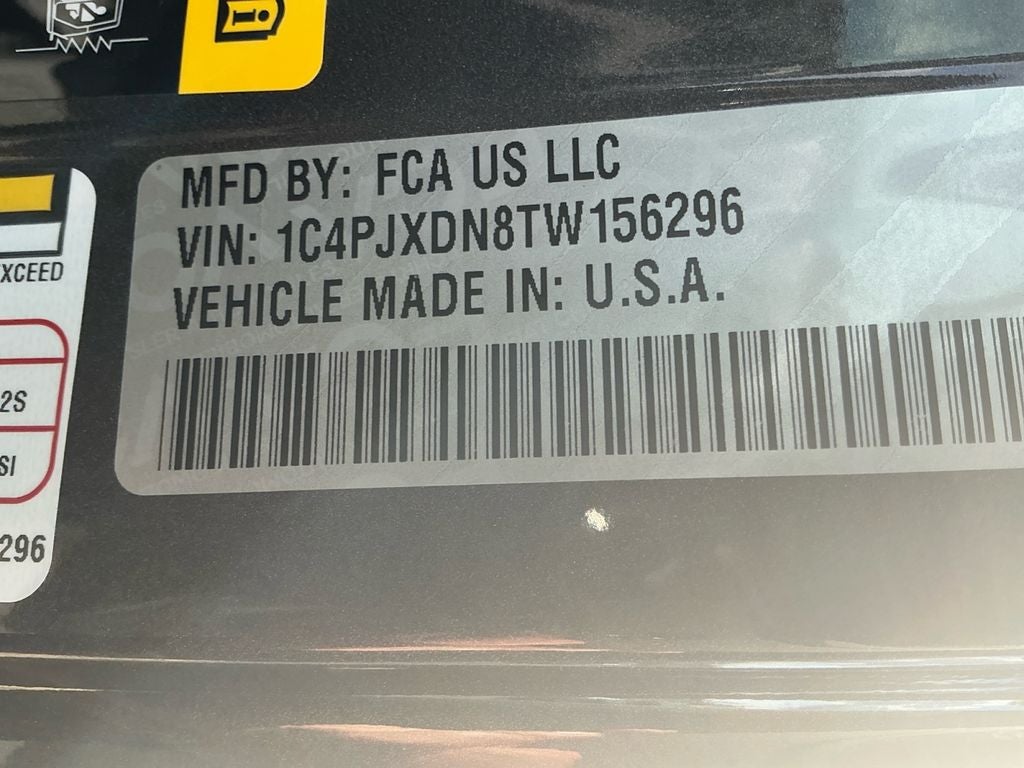 MFD BY: FCA US LLC
VIN: 1C4PJXDN8TW156296
VEHICLE MADE IN: U.S.A.
XCEED
2S
SI
296